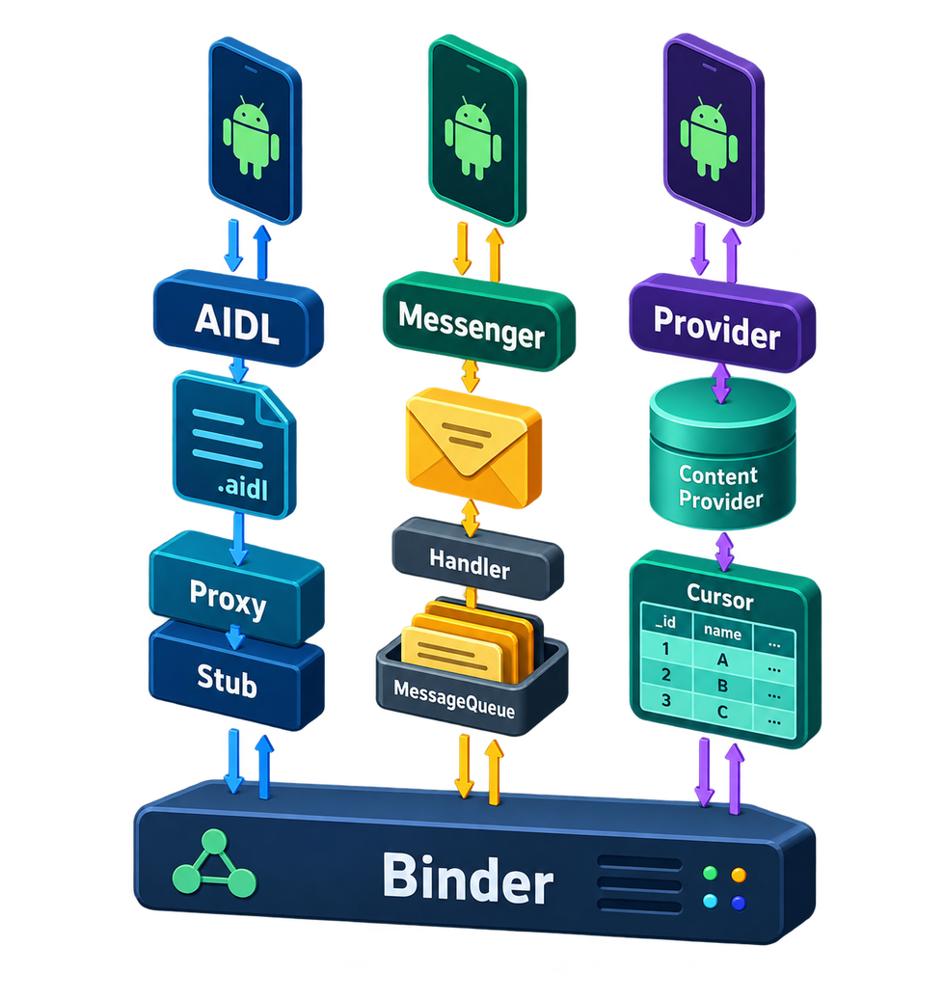 AIDL
.aidl
Proxy
Stub
Messenger
Handler
MessageQueue
Provider
Content
Provider
Cursor
_id name ...
1 A ...
2 B ...
3 C ...
Binder